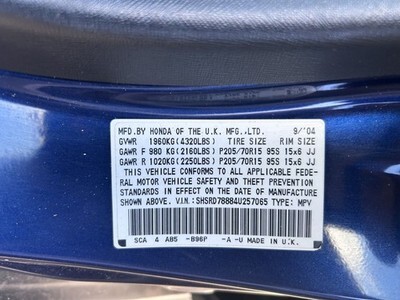 MFD.BY HONDA OF THE U.K. MFG.,LTD. 9/'04
GVWR 1960KG(4320LBS) TIRE SIZE RIM SIZE
GAWR F 980 KG(2160LBS) P205/70R15 95S 15x6 JJ
GAWR R 1020KG(2250LBS) P205/70R15 95S 15x6 JJ
THIS VEHICLE CONFORMS TO ALL APPLICABLE FEDE-
RAL MOTOR VEHICLE SAFETY AND THEFT PREVENTION
STANDARDS IN EFFECT ON THE DATE OF MANUFACTURE
SHOWN ABOVE. V.I.N: SHSRD78884U257065 TYPE: MPV
SCA 4 AB5 -B96P -A -U MADE IN U.K.